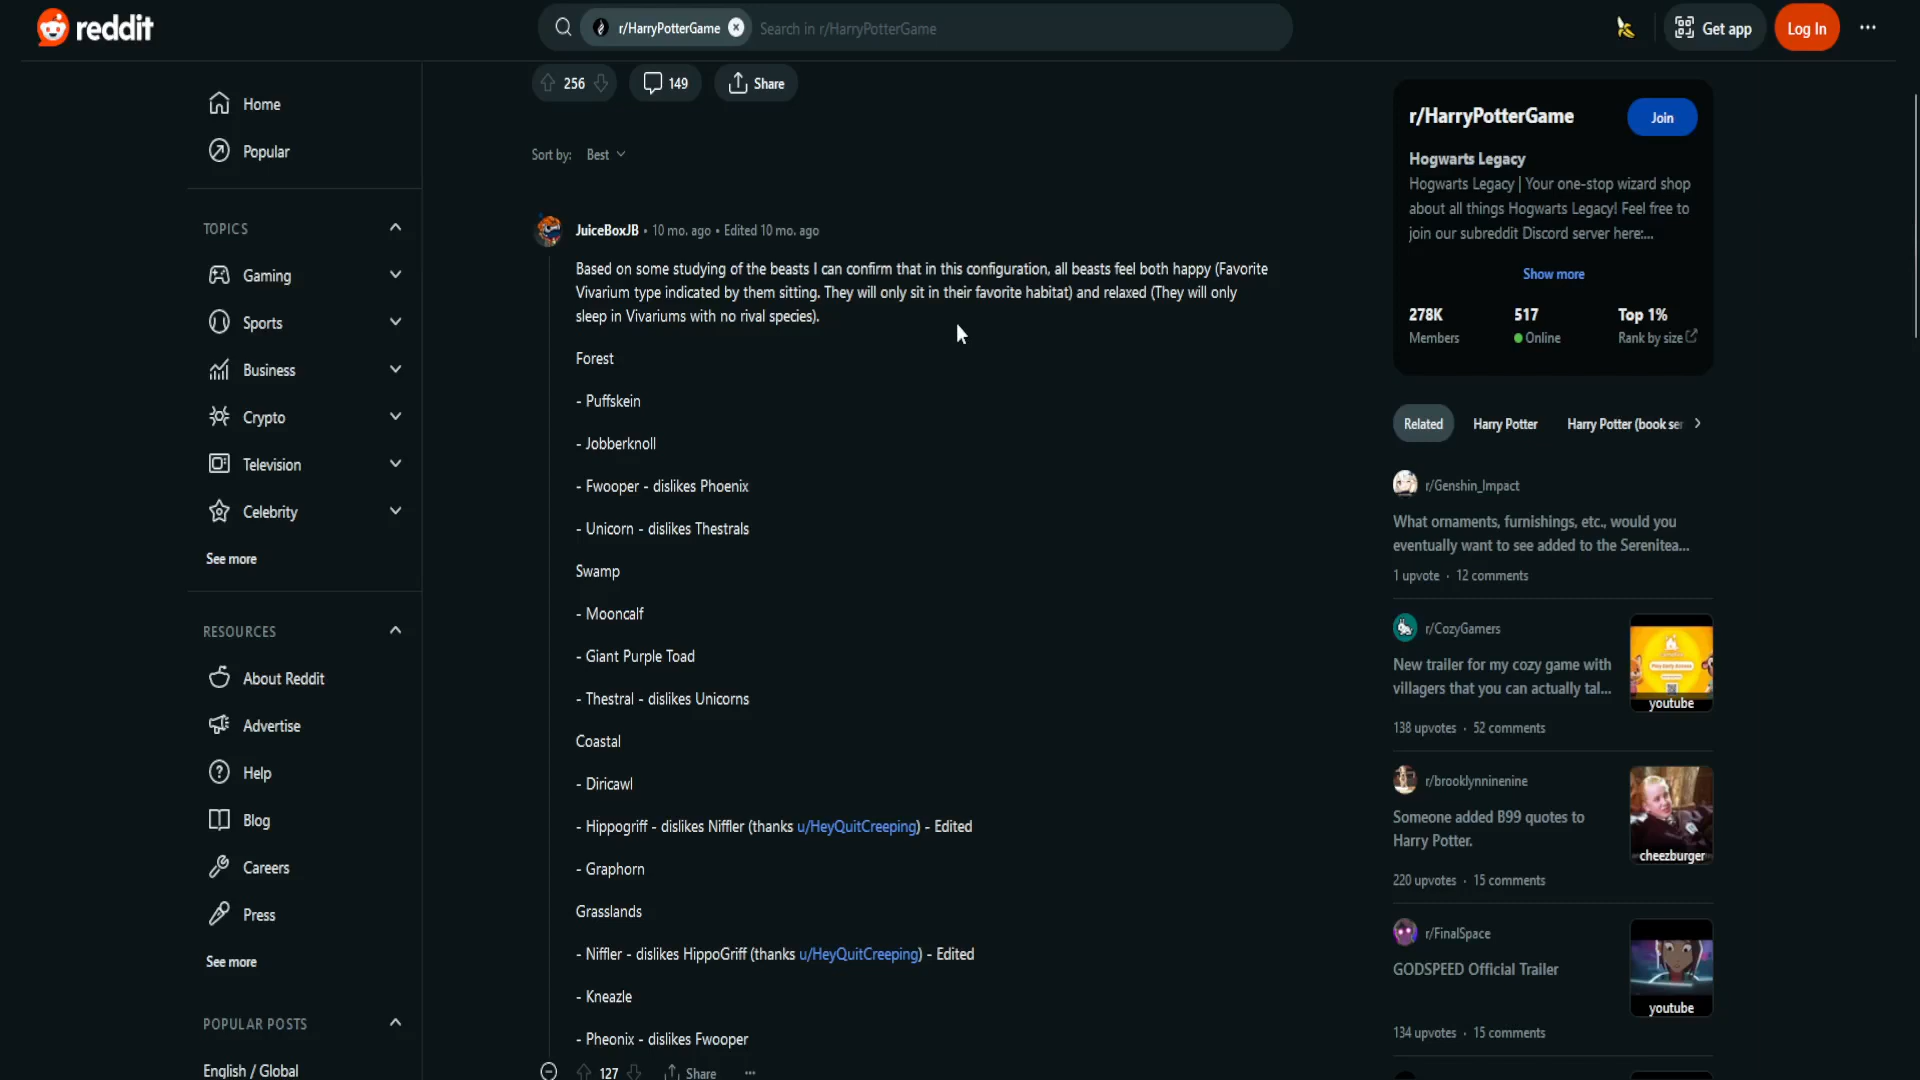 reddit
r/HarryPotterGame
Search in r/HarryPotterGame
Get app
Log In
Home
Popular
TOPICS
Gaming
Sports
Business
Crypto
Television
Celebrity
See more
RESOURCES
About Reddit
Advertise
Help
Blog
Careers
Press
See more
POPULAR POSTS
English / Global
256
149
Share
Sort by: Best
JuiceBoxJB • 10 mo. ago • Edited 10 mo. ago
Based on some studying of the beasts I can confirm that in this configuration, all beasts feel both happy (Favorite
Vivarium type indicated by them sitting. They will only sit in their favorite habitat) and relaxed (They will only
sleep in Vivariums with no rival species).
Forest
- Puffskein
- Jobberknoll
- Fwooper - dislikes Phoenix
- Unicorn - dislikes Thestrals
Swamp
- Mooncalf
- Giant Purple Toad
- Thestral - dislikes Unicorns
Coastal
- Diricawl
- Hippogriff - dislikes Niffler (thanks u/HeyQuitCreeping) - Edited
- Graphorn
Grasslands
- Niffler - dislikes HippoGriff (thanks u/HeyQuitCreeping) - Edited
- Kneazle
- Pheonix - dislikes Fwooper
127
Share
r/HarryPotterGame
Join
Hogwarts Legacy
Hogwarts Legacy | Your one-stop wizard shop
about all things Hogwarts Legacy! Feel free to
join our subreddit Discord server here:...
Show more
278K
517
Top 1%
Members
Online
Rank by size
Related
Harry Potter
Harry Potter (book ser
r/Genshin_Impact
What ornaments, furnishings, etc., would you
eventually want to see added to the Serenitea...
1 upvote · 12 comments
r/CozyGamers
New trailer for my cozy game with
villagers that you can actually tal...
youtube
138 upvotes · 52 comments
r/brooklynninenine
Someone added B99 quotes to
Harry Potter.
cheezburger
220 upvotes · 15 comments
r/FinalSpace
GODSPEED Official Trailer
youtube
134 upvotes · 15 comments